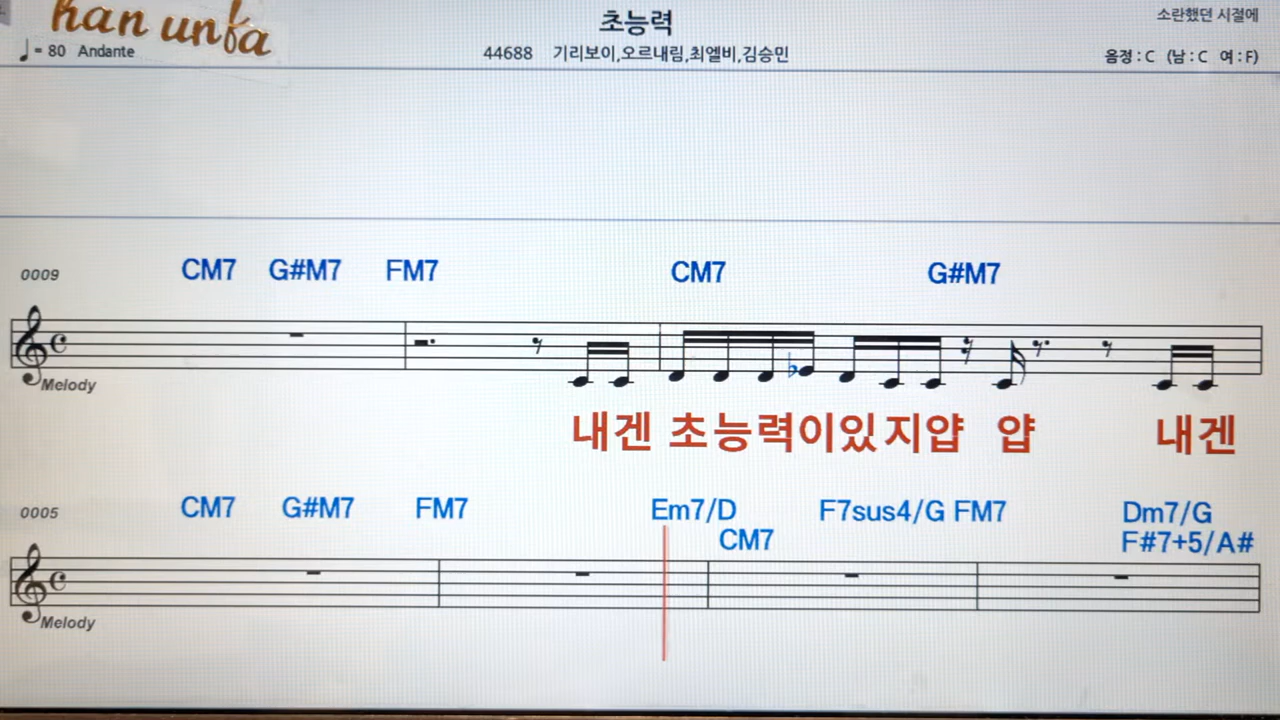 han unfa
초능력
소란했던 시절에
♩= 80 Andante
44688 기리보이,오르내림,최엘비,김승민
음정 : C (남 : C 여 : F)
0009 CM7 G#M7 FM7 CM7 G#M7
Melody
내겐 초능력이있지얍 얍 내겐
0005 CM7 G#M7 FM7 Em7/D F7sus4/G FM7 Dm7/G
CM7 F#7+5/A#
Melody